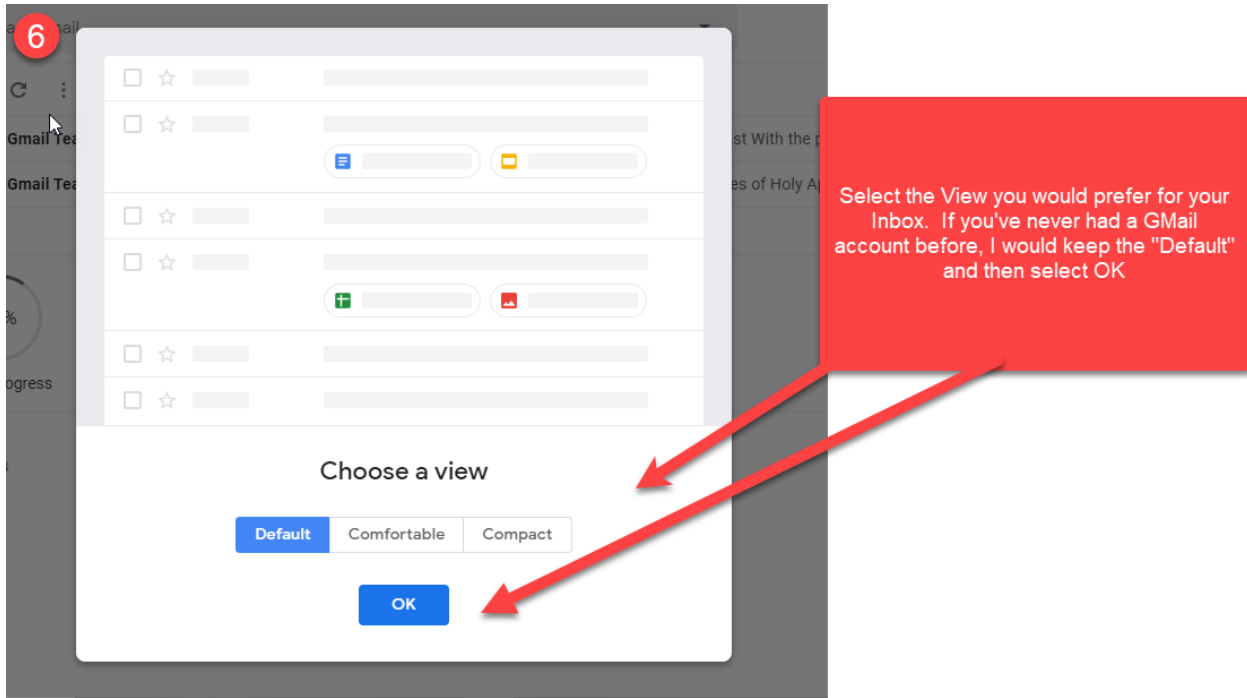 6
ail
Gmail Tea
st With the p
Gmail Tea
es of Holy Ap
Select the View you would prefer for your
Inbox.  If you've never had a GMail
account before, I would keep the "Default"
and then select OK
%
ogress
Choose a view
Default Comfortable Compact
OK